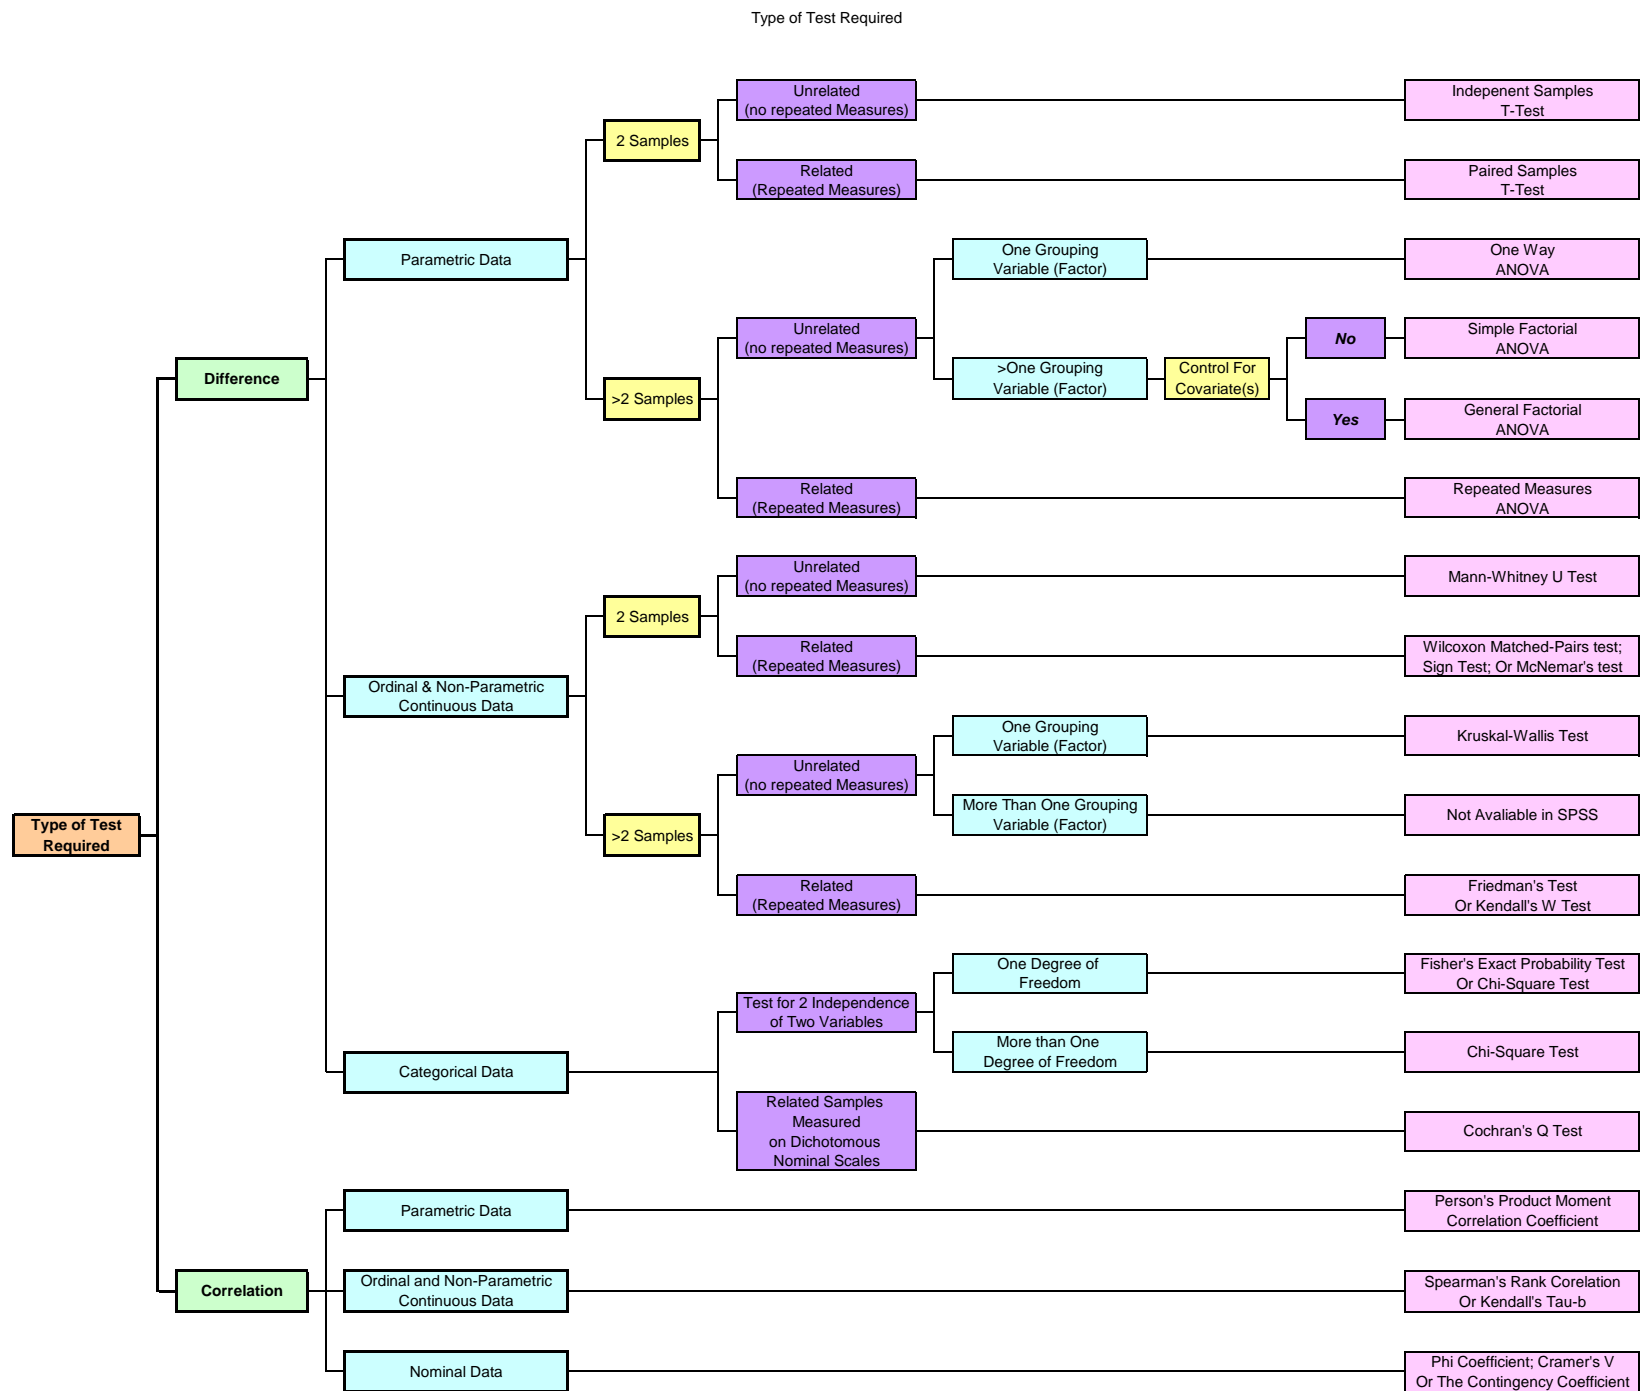 Type of Test Required
Unrelated
(no repeated Measures)
Indepenent Samples
T-Test
2 Samples
Related
(Repeated Measures)
Paired Samples
T-Test
Parametric Data
One Grouping
Variable (Factor)
One Way
ANOVA
Unrelated
(no repeated Measures)
No
Simple Factorial
ANOVA
Difference
>One Grouping
Variable (Factor)
Control For
Covariate(s)
>2 Samples
Yes
General Factorial
ANOVA
Related
(Repeated Measures)
Repeated Measures
ANOVA
Unrelated
(no repeated Measures)
Mann-Whitney U Test
2 Samples
Related
(Repeated Measures)
Wilcoxon Matched-Pairs test;
Sign Test; Or McNemar's test
Ordinal & Non-Parametric
Continuous Data
One Grouping
Variable (Factor)
Kruskal-Wallis Test
Unrelated
(no repeated Measures)
More Than One Grouping
Variable (Factor)
Not Avaliable in SPSS
Type of Test
Required
>2 Samples
Related
(Repeated Measures)
Friedman's Test
Or Kendall's W Test
One Degree of
Freedom
Fisher's Exact Probability Test
Or Chi-Square Test
Test for 2 Independence
of Two Variables
More than One
Degree of Freedom
Chi-Square Test
Categorical Data
Related Samples
Measured
on Dichotomous
Nominal Scales
Cochran's Q Test
Parametric Data
Person's Product Moment
Correlation Coefficient
Correlation
Ordinal and Non-Parametric
Continuous Data
Spearman's Rank Corelation
Or Kendall's Tau-b
Nominal Data
Phi Coefficient; Cramer's V
Or The Contingency Coefficient